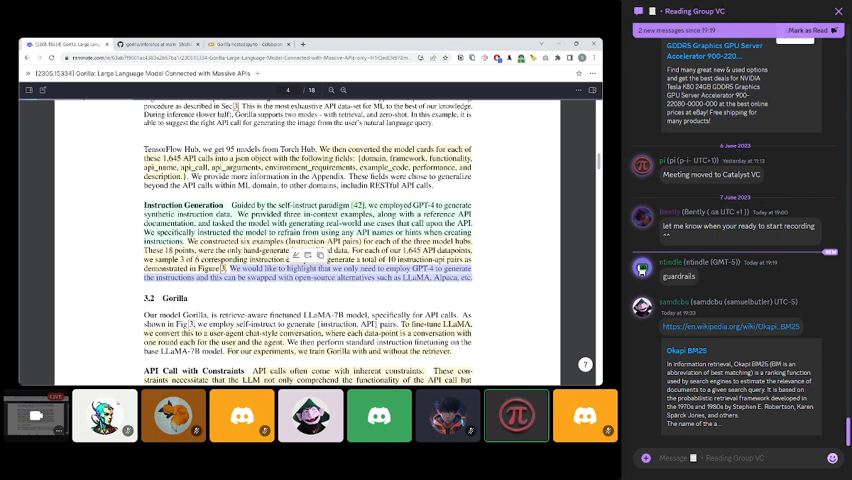 [2305.15334] Gorilla: Large Lang
gorilla/inference at main
Gorilla hosted.ipynb - Colabora
[2305.15334] Gorilla: Large Language Model Connected with Massive APIs
4 / 18
procedure as described in Sec 3. This is the most exhaustive API data-set for ML to the best of our knowledge.
During inference (lower half), Gorilla supports two modes - with retrieval, and zero-shot. In this example, it is
able to suggest the right API call for generating the image from the user's natural language query.
TensorFlow Hub, we get 95 models from Torch Hub. We then converted the model cards for each of
these 1,645 API calls into a json object with the following fields: {domain, framework, functionality,
api_name, api_call, api_arguments, environment_requirements, example_code, performance, and
description.}. We provide more information in the Appendix. These fields were chose to generalize
beyond the API calls within ML domain, to other domains, includin RESTful API calls.
Instruction Generation Guided by the self-instruct paradigm [42], we employed GPT-4 to generate
synthetic instruction data. We provided three in-context examples, along with a reference API
documentation, and tasked the model with generating real-world use cases that call upon the API.
We specifically instructed the model to refrain from using any API names or hints when creating
instructions. We constructed six examples (Instruction-API pairs) for each of the three model hubs.
These 18 points, were the only hand-generate data. For each of our 1,645 API datapoints,
we sample 3 of 6 corresponding instruction generate a total of 10 instruction-api pairs as
demonstrated in Figure 3. We would like to highlight that we only need to employ GPT-4 to generate
the instructions and this can be swapped with open-source alternatives such as LLaMA, Alpaca, etc.
3.2 Gorilla
Our model Gorilla, is retrieve-aware finetuned LLaMA-7B model, specifically for API calls. As
shown in Fig 3, we employ self-instruct to generate {instruction, API} pairs. To fine-tune LLaMA,
we convert this to a user-agent chat-style conversation, where each data-point is a conversation with
one round each for the user and the agent. We then perform standard instruction finetuning on the
base LLaMA-7B model. For our experiments, we train Gorilla with and without the retriever.
API Call with Constraints API calls often come with inherent constraints. These con-
straints necessitate that the LLM not only comprehend the functionality of the API call but
?
LIVE
Reading Group VC
2 new messages since 19:19
Mark as Read
GDDR5 Graphics GPU Server
Accelerator 900-220...
Find many great new & used options
and get the best deals for NVIDIA
Tesla K80 24GB GDDR5 Graphics
GPU Server Accelerator 900-
22080-0000-000 at the best online
prices at eBay! Free shipping for
many products!
6 June 2023
pi (p-i- UTC+1) Yesterday at 11:12
Meeting moved to Catalyst VC
7 June 2023
Bently (Bently ( GB UTC +1 ) Today at 19:00
let me know when your ready to start recording
^^
NEW
ntindle (ntindle (GMT-5)) Today at 19:19
guardrails
samdcbu (samdcbu (samuelbutler) UTC-5)
Today at 19:33
https://en.wikipedia.org/wiki/Okapi_BM25
Okapi BM25
In information retrieval, Okapi BM25 (BM is an
abbreviation of best matching) is a ranking function
used by search engines to estimate the relevance of
documents to a given search query. It is based on
the probabilistic retrieval framework developed in
the 1970s and 1980s by Stephen E. Robertson, Karen
Spärck Jones, and others.
The name of the a...
Message Reading Group VC